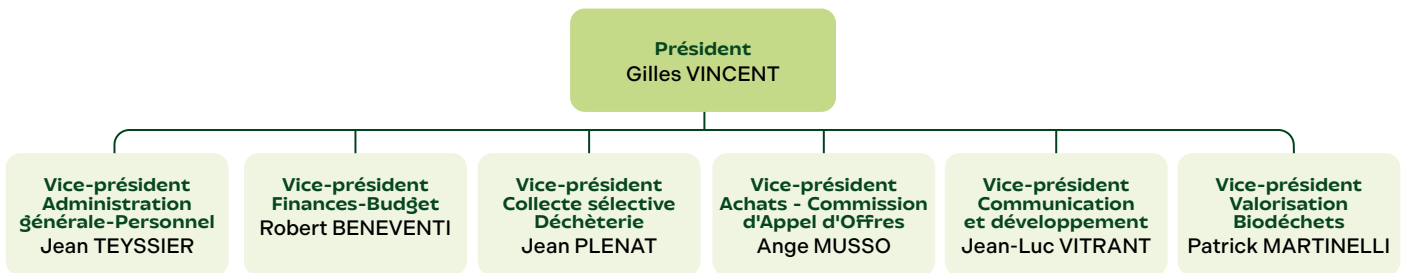 Président
Gilles VINCENT
Vice-président
Administration
générale-Personnel
Jean TEYSSIER
Vice-président
Finances-Budget
Robert BENEVENTI
Vice-président
Collecte sélective
Déchèterie
Jean PLENAT
Vice-président
Achats - Commission
d'Appel d'Offres
Ange MUSSO
Vice-président
Communication
et développement
Jean-Luc VITRANT
Vice-président
Valorisation
Biodéchets
Patrick MARTINELLI